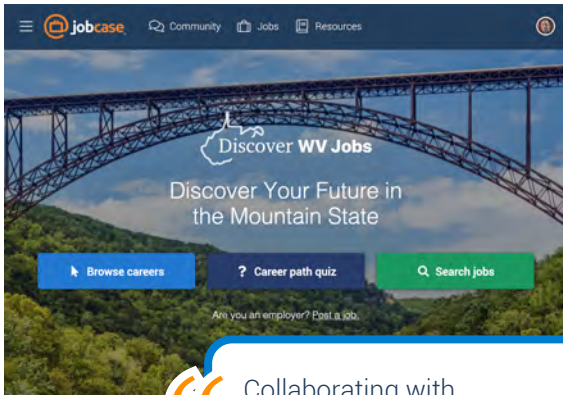 jobcase Community Jobs Resources
Discover WV Jobs
Discover Your Future in
the Mountain State
Browse careers ? Career path quiz Search jobs
Are you an employer? Post a job.
“ Collaborating with